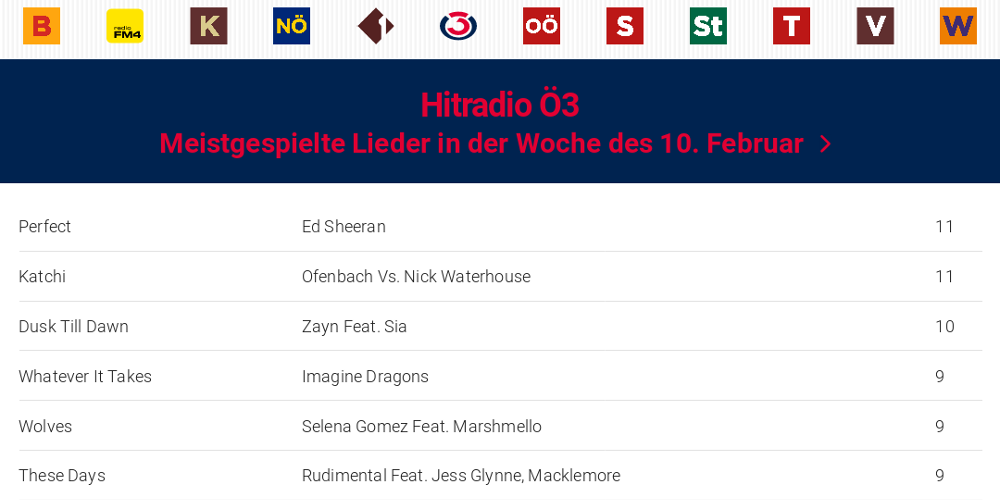 B radio FM4 K NÖ 1 3 OÖ S St T V W
Hitradio Ö3
Meistgespielte Lieder in der Woche des 10. Februar
Perfect Ed Sheeran 11
Katchi Ofenbach Vs. Nick Waterhouse 11
Dusk Till Dawn Zayn Feat. Sia 10
Whatever It Takes Imagine Dragons 9
Wolves Selena Gomez Feat. Marshmello 9
These Days Rudimental Feat. Jess Glynne, Macklemore 9